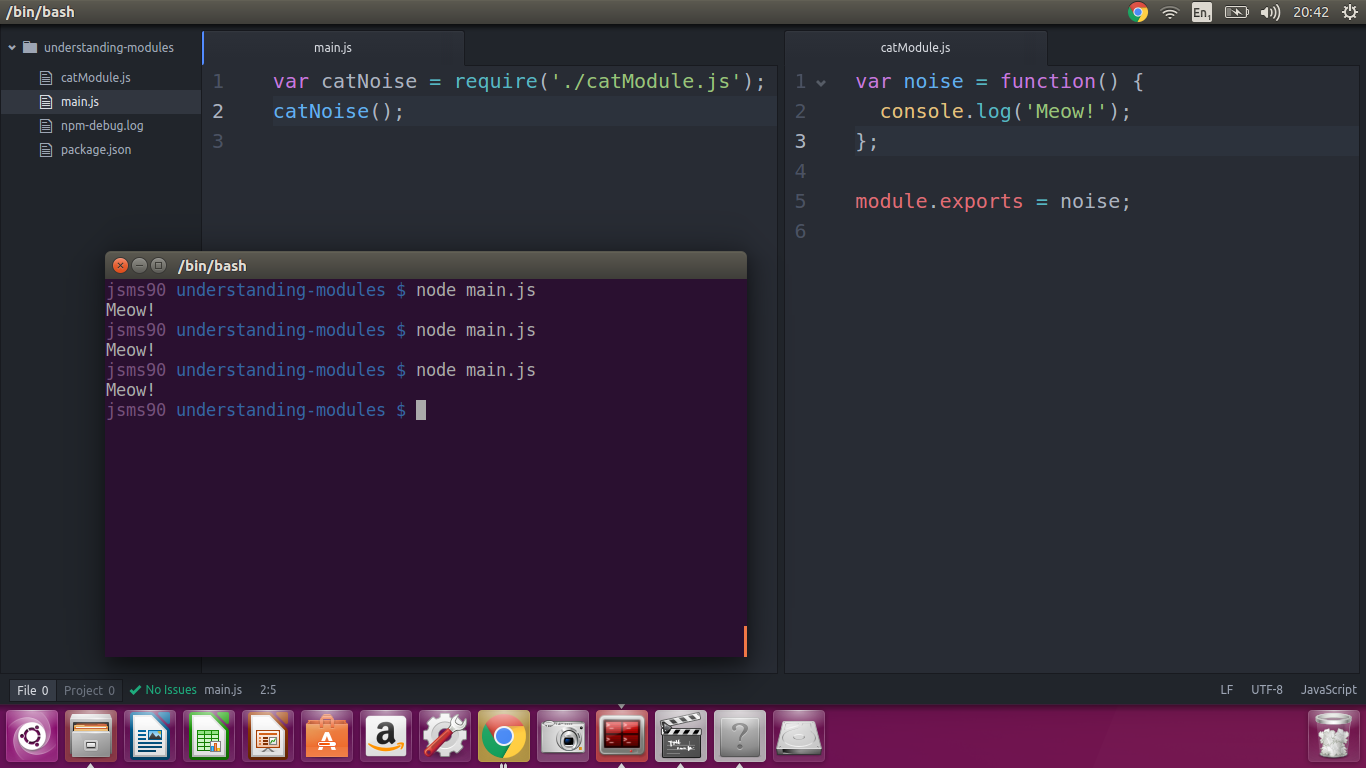 /bin/bash
En1
20:42
understanding-modules
catModule.js
main.js
npm-debug.log
package.json
main.js
1 var catNoise = require('./catModule.js');
2 catNoise();
3
catModule.js
1 var noise = function() {
2 console.log('Meow!');
3 };
4
5 module.exports = noise;
6
/bin/bash
jsms90 understanding-modules $ node main.js
Meow!
jsms90 understanding-modules $ node main.js
Meow!
jsms90 understanding-modules $ node main.js
Meow!
jsms90 understanding-modules $
File 0 Project 0 No Issues main.js 2:5
LF UTF-8 JavaScript